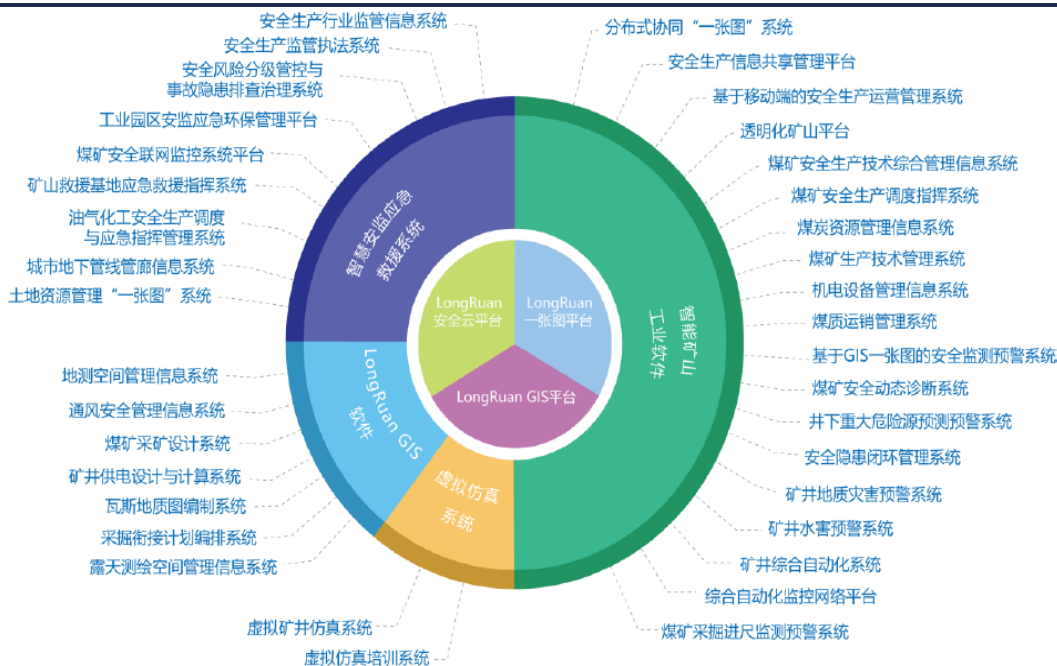 安全生产行业监管信息系统
安全生产监管执法系统
安全风险分级管控与
事故隐患排查治理系统
工业园区安监应急环保管理平台
煤矿安全联网监控系统平台
矿山救援基地应急救援指挥系统
油气化工安全生产调度
与应急指挥管理系统
城市地下管线管廊信息系统
土地资源管理“一张图”系统
地测空间管理信息系统
通风安全管理信息系统
煤矿采矿设计系统
矿井供电设计与计算系统
瓦斯地质图编制系统
采掘衔接计划编排系统
露天测绘空间管理信息系统
虚拟矿井仿真系统
虚拟仿真培训系统
智慧安监应急
救援系统
LongRuan GIS
软件
虚拟仿真
系统
LongRuan
安全云平台
LongRuan
一张图平台
LongRuan GIS平台
智能矿山
工业软件
分布式协同“一张图”系统
安全生产信息共享管理平台
基于移动端的安全生产运营管理系统
透明化矿山平台
煤矿安全生产技术综合管理信息系统
煤矿安全生产调度指挥系统
煤炭资源管理信息系统
煤矿生产技术管理系统
机电设备管理信息系统
煤质运销管理系统
基于GIS一张图的安全监测预警系统
煤矿安全动态诊断系统
井下重大危险源预测预警系统
安全隐患闭环管理系统
矿井地质灾害预警系统
矿井水害预警系统
矿井综合自动化系统
综合自动化监控网络平台
煤矿采掘进尺监测预警系统